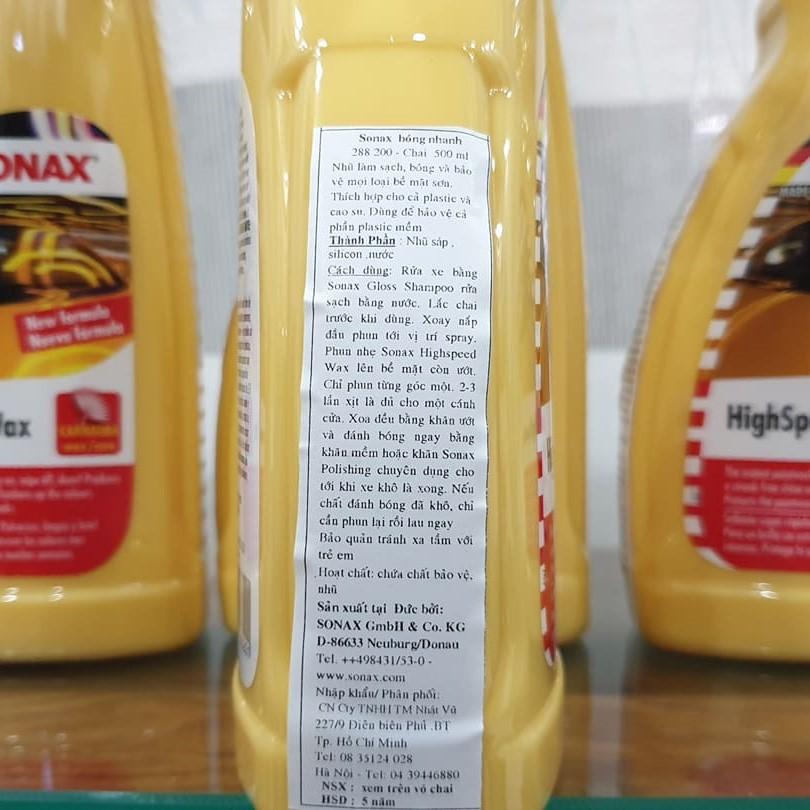 Sonax bóng nhanh
288 200 - Chai 500 ml
Nhũ làm sạch, bóng và bảo
vệ mọi loại bề mặt sơn.
Thích hợp cho cả plastic và
cao su. Dùng để bảo vệ cả
phần plastic mềm
Thành Phần : Nhũ sáp ,
silicon ,nước
Cách dùng: Rửa xe bằng
Sonax Gloss Shampoo rửa
sạch bằng nước. Lắc chai
trước khi dùng. Xoay nắp
đầu phun tới vị trí spray.
Phun nhẹ Sonax Highspeed
Wax lên bề mặt còn ướt.
Chỉ phun từng góc một. 2-3
lần xịt là đủ cho một cánh
cửa. Xoa đều bằng khăn ướt
và đánh bóng ngay bằng
khăn mềm hoặc khăn Sonax
Polishing chuyên dụng cho
tới khi xe khô là xong. Nếu
chất đánh bóng đã khô, chỉ
cần phun lại rồi lau ngay
Bảo quản tránh xa tầm với
trẻ em
Hoạt chất: chứa chất bảo vệ,
nhũ
Sản xuất tại Đức bởi:
SONAX GmbH & Co. KG
D-86633 Neuburg/Donau
Tel. ++498431/53-0 -
www.sonax.com
Nhập khẩu/ Phân phối:
CN Cty TNHH TM Nhật Vũ
227/9 Điên biên Phủ .BT
Tp. Hồ Chí Minh
Tel: 08 35124 028
Hà Nội - Tel: 04 39446880
NSX : xem trên vỏ chai
HSD : 5 năm
ONAX
New formula
Nueva formula
Wax
CARNAUBA
HighSp
MADE